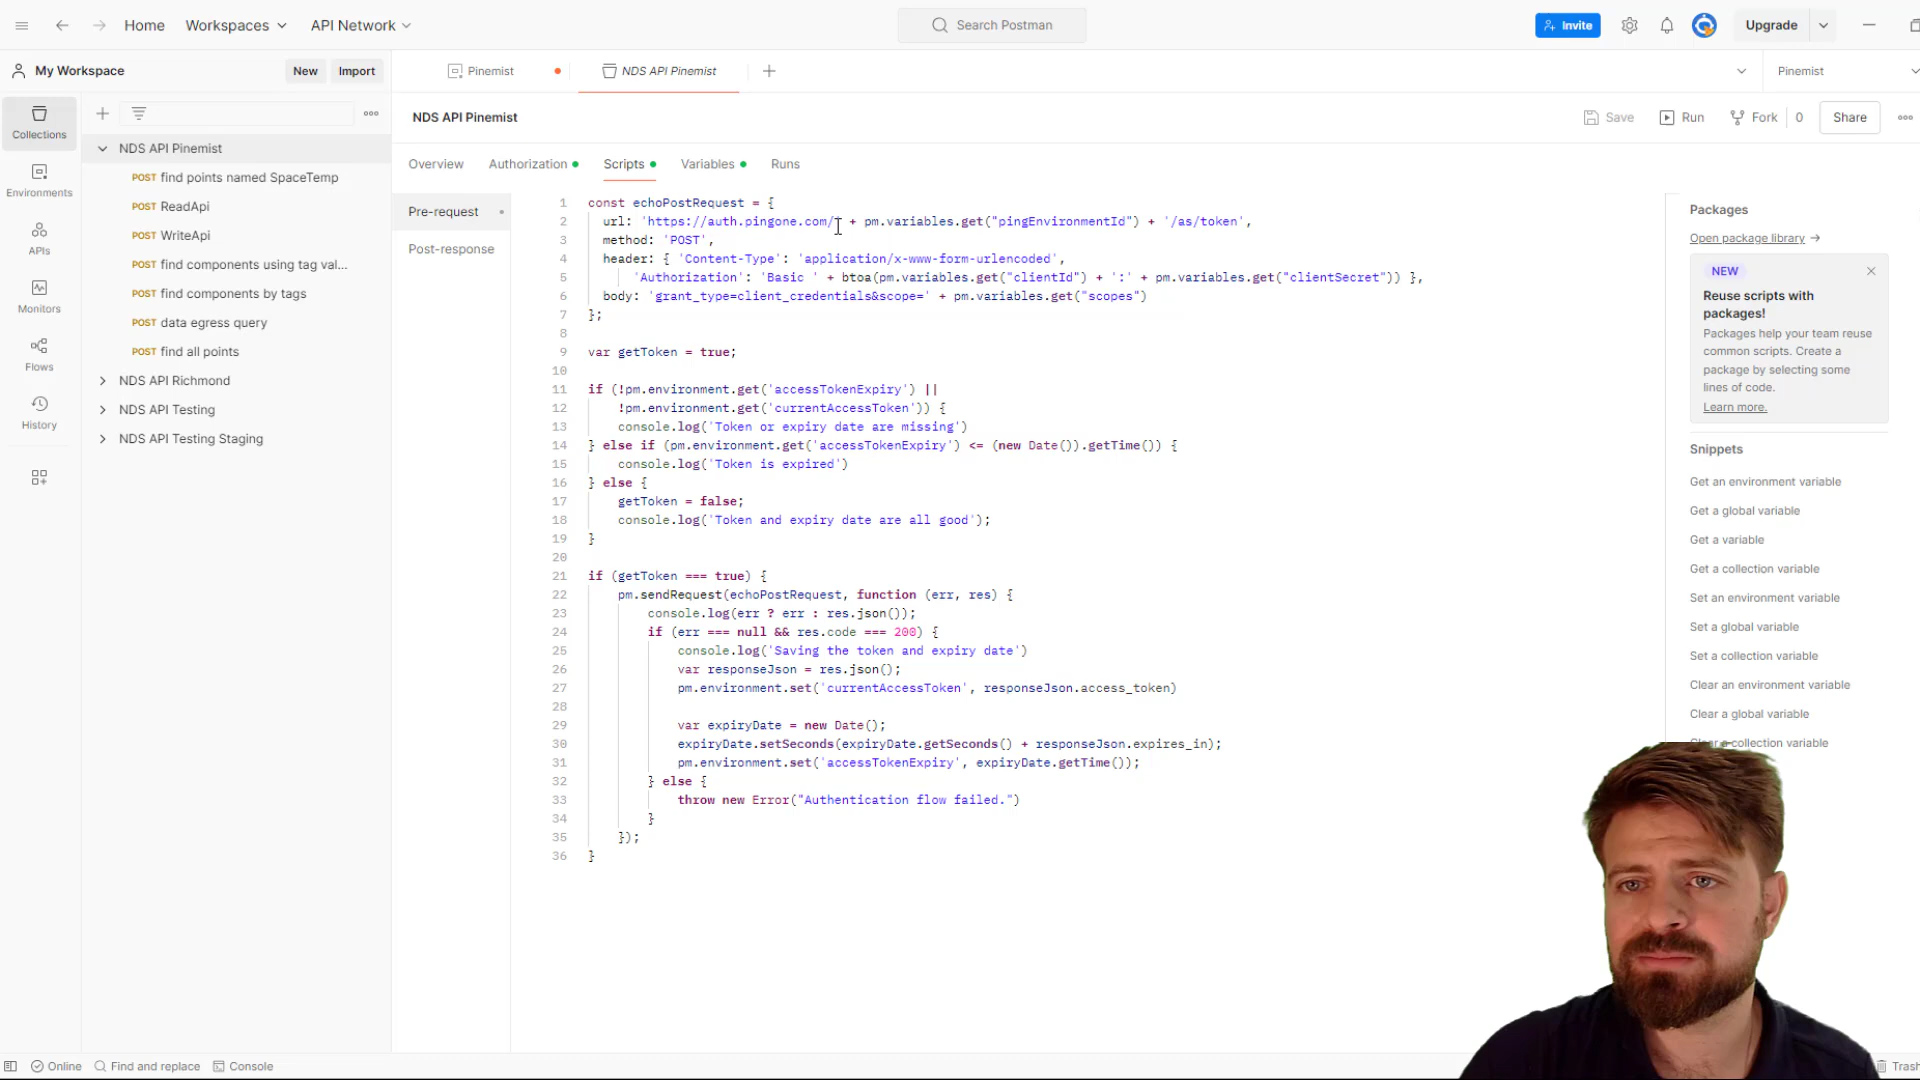 Home Workspaces API Network Search Postman Invite Upgrade
My Workspace New Import Pinemist NDS API Pinemist Pinemist
NDS API Pinemist Save Run Fork 0 Share
Overview Authorization Scripts Variables Runs
Collections
Environments
APIs
Monitors
Flows
History
NDS API Pinemist
POST find points named SpaceTemp
POST ReadApi
POST WriteApi
POST find components using tag val...
POST find components by tags
POST data egress query
POST find all points
NDS API Richmond
NDS API Testing
NDS API Testing Staging
Pre-request
Post-response
1 const echoPostRequest = {
2 url: 'https://auth.pingone.com/' + pm.variables.get("pingEnvironmentId") + '/as/token',
3 method: 'POST',
4 header: { 'Content-Type': 'application/x-www-form-urlencoded',
5 'Authorization': 'Basic ' + btoa(pm.variables.get("clientId") + ':' + pm.variables.get("clientSecret")) },
6 body: 'grant_type=client_credentials&scope=' + pm.variables.get("scopes")
7 };
8
9 var getToken = true;
10
11 if (!pm.environment.get('accessTokenExpiry') ||
12 !pm.environment.get('currentAccessToken')) {
13 console.log('Token or expiry date are missing')
14 } else if (pm.environment.get('accessTokenExpiry') <= (new Date()).getTime()) {
15 console.log('Token is expired')
16 } else {
17 getToken = false;
18 console.log('Token and expiry date are all good');
19 }
20
21 if (getToken === true) {
22 pm.sendRequest(echoPostRequest, function (err, res) {
23 console.log(err ? err : res.json());
24 if (err === null && res.code === 200) {
25 console.log('Saving the token and expiry date')
26 var responseJson = res.json();
27 pm.environment.set('currentAccessToken', responseJson.access_token)
28
29 var expiryDate = new Date();
30 expiryDate.setSeconds(expiryDate.getSeconds() + responseJson.expires_in);
31 pm.environment.set('accessTokenExpiry', expiryDate.getTime());
32 } else {
33 throw new Error("Authentication flow failed.")
34 }
35 });
36 }
Packages
Open package library →
NEW
Reuse scripts with
packages!
Packages help your team reuse
common scripts. Create a
package by selecting some
lines of code.
Learn more.
Snippets
Get an environment variable
Get a global variable
Get a variable
Get a collection variable
Set an environment variable
Set a global variable
Set a collection variable
Clear an environment variable
Clear a global variable
Clear a collection variable
Online Find and replace Console Trash